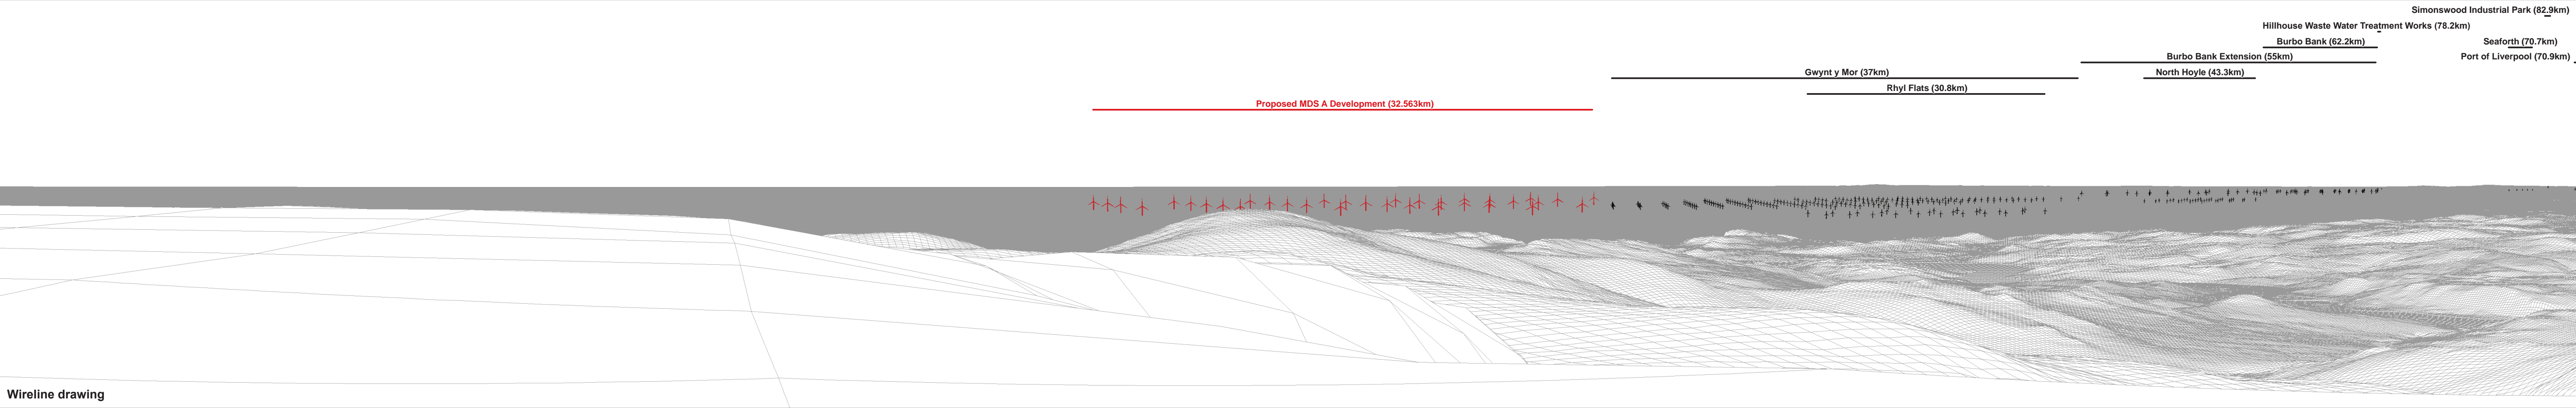 Simonswood Industrial Park (82.9km)
Hillhouse Waste Water Treatment Works (78.2km)
Burbo Bank (62.2km)
Seaforth (70.7km)
Burbo Bank Extension (55km)
Port of Liverpool (70.9km)
Gwynt y Mor (37km)
North Hoyle (43.3km)
Rhyl Flats (30.8km)
Proposed MDS A Development (32.563km)
Wireline drawing